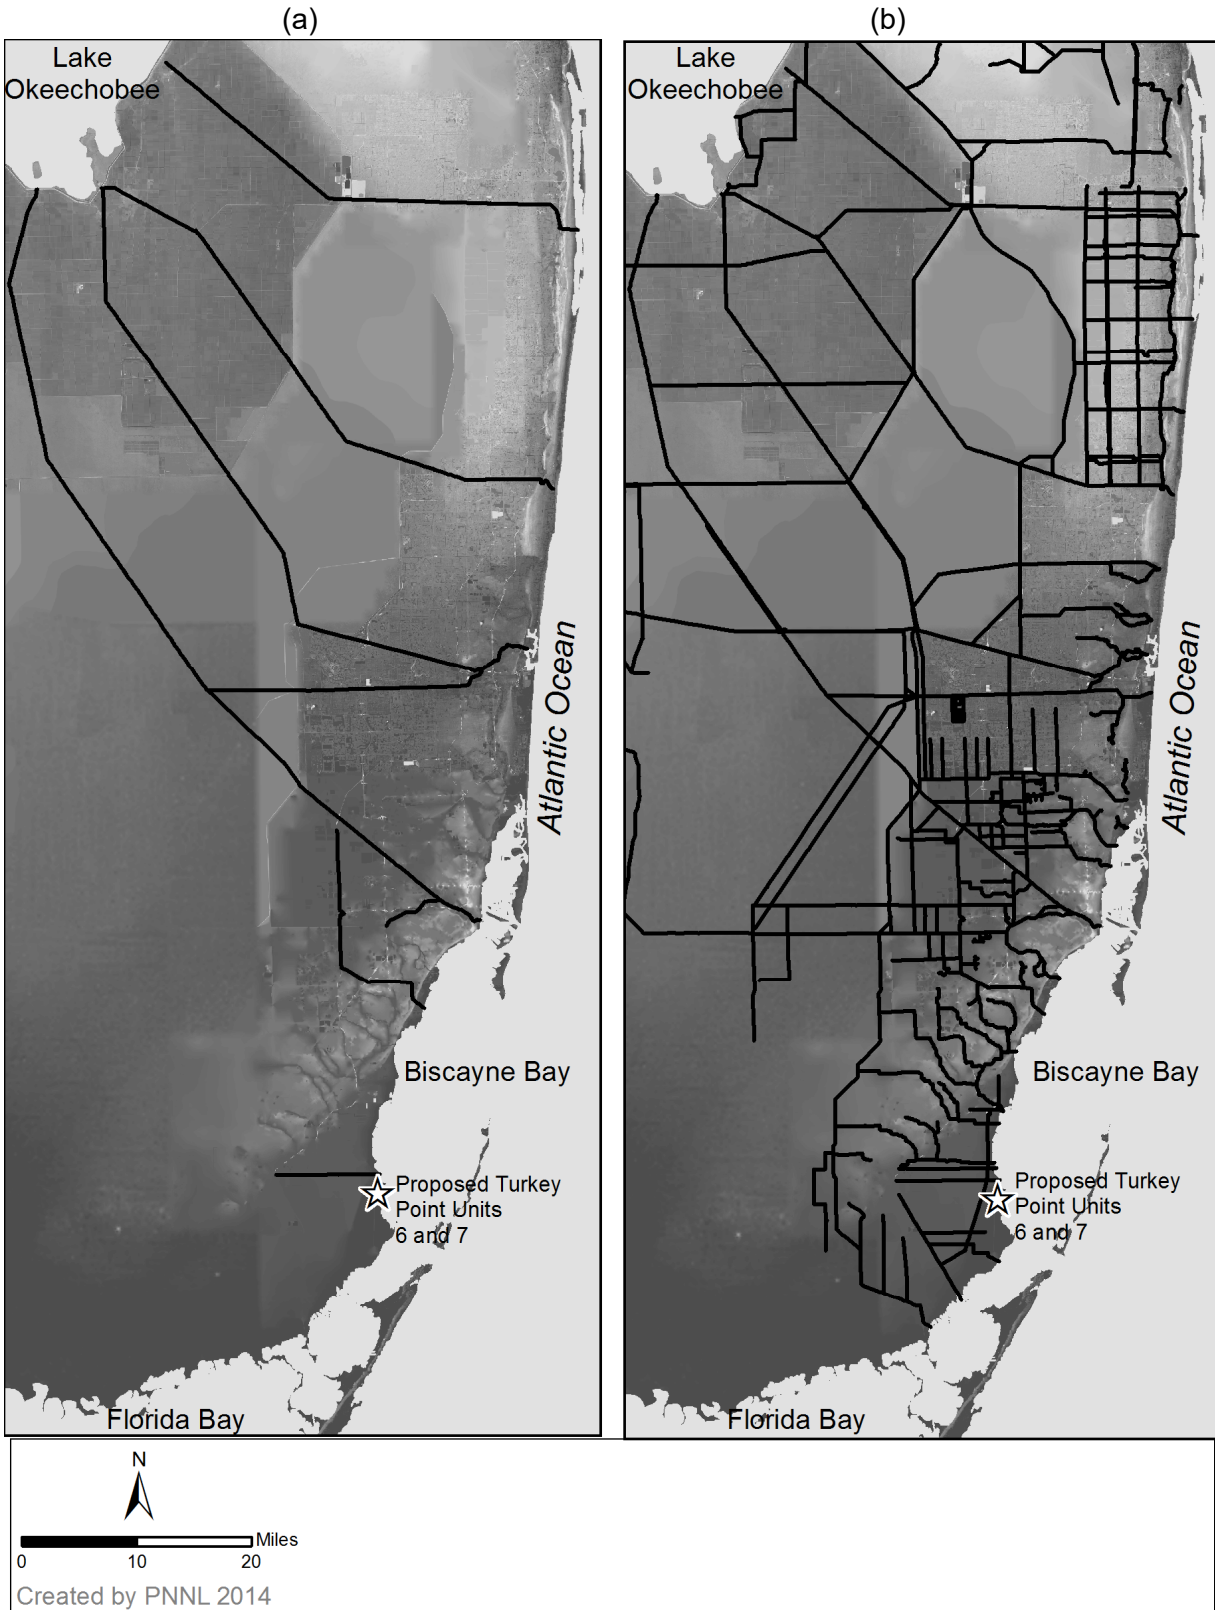 (a)
(b)
Lake
Okeechobee
Lake
Okeechobee
Atlantic Ocean
Atlantic Ocean
Biscayne Bay
Biscayne Bay
Proposed Turkey
Point Units
6 and 7
Proposed Turkey
Point Units
6 and 7
Florida Bay
Florida Bay
N
Miles
0 10 20
Created by PNNL 2014